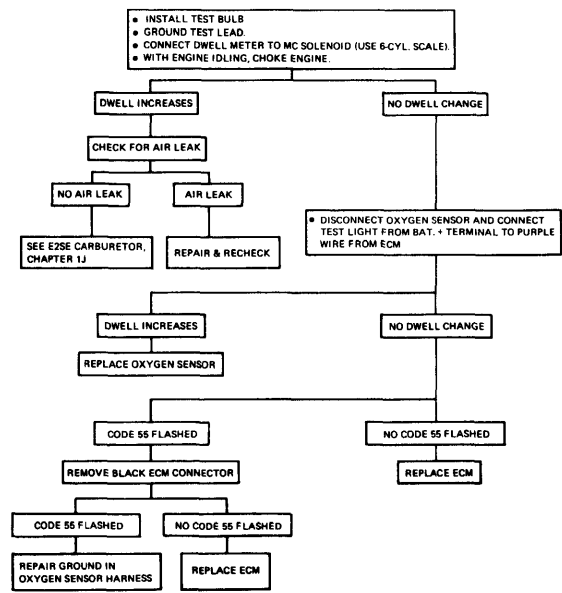 • INSTALL TEST BULB
• GROUND TEST LEAD.
• CONNECT DWELL METER TO MC SOLENOID (USE 6-CYL. SCALE).
• WITH ENGINE IDLING, CHOKE ENGINE.
DWELL INCREASES
NO DWELL CHANGE
CHECK FOR AIR LEAK
NO AIR LEAK
AIR LEAK
SEE E2SE CARBURETOR,
CHAPTER 1J
REPAIR & RECHECK
• DISCONNECT OXYGEN SENSOR AND CONNECT
TEST LIGHT FROM BAT. + TERMINAL TO PURPLE
WIRE FROM ECM
DWELL INCREASES
NO DWELL CHANGE
REPLACE OXYGEN SENSOR
CODE 55 FLASHED
NO CODE 55 FLASHED
REMOVE BLACK ECM CONNECTOR
REPLACE ECM
CODE 55 FLASHED
NO CODE 55 FLASHED
REPAIR GROUND IN
OXYGEN SENSOR HARNESS
REPLACE ECM